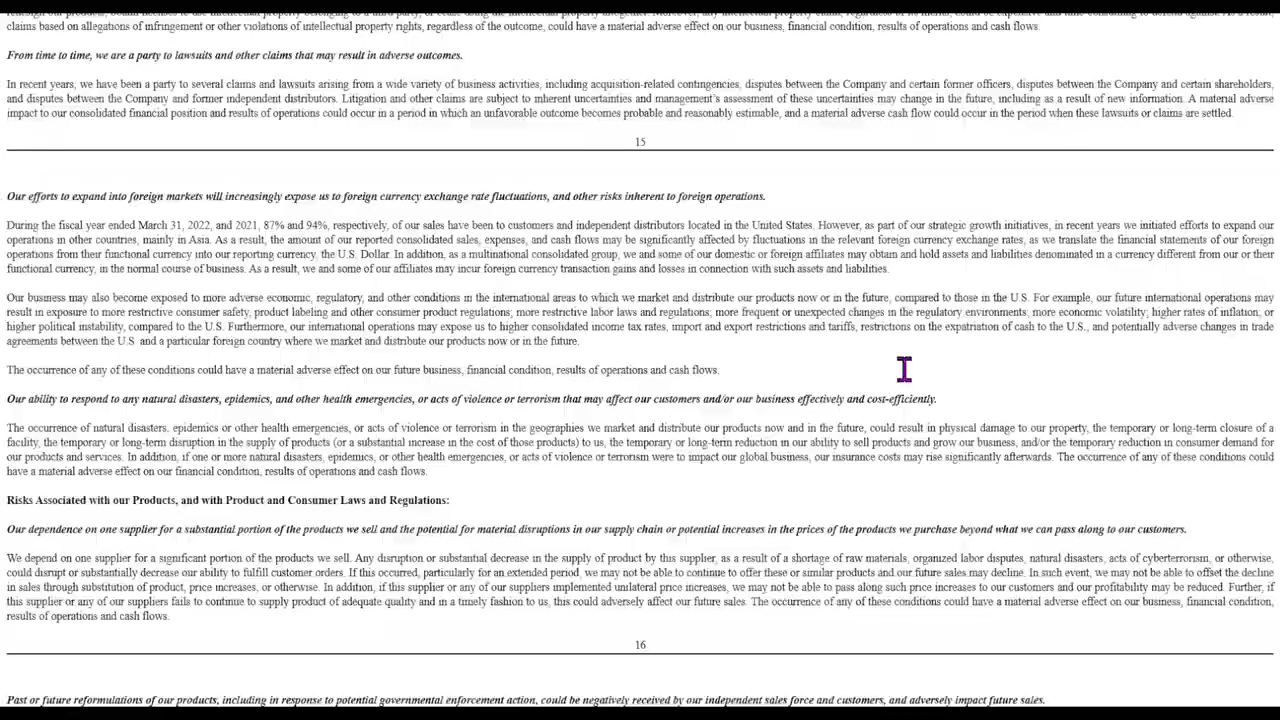 claims based on allegations of infringement or other violations of intellectual property rights, regardless of the outcome, could have a material adverse effect on our business, financial condition, results of operations and cash flows.
From time to time, we are a party to lawsuits and other claims that may result in adverse outcomes.
In recent years, we have been a party to several claims and lawsuits arising from a wide variety of business activities, including acquisition-related contingencies, disputes between the Company and certain former officers, disputes between the Company and certain shareholders,
and disputes between the Company and former independent distributors. Litigation and other claims are subject to inherent uncertainties and management's assessment of these uncertainties may change in the future, including as a result of new information. A material adverse
impact to our consolidated financial position and results of operations could occur in a period in which an unfavorable outcome becomes probable and reasonably estimable, and a material adverse cash flow could occur in the period when these lawsuits or claims are settled.
15
Our efforts to expand into foreign markets will increasingly expose us to foreign currency exchange rate fluctuations, and other risks inherent to foreign operations.
During the fiscal year ended March 31, 2022, and 2021, 87% and 94%, respectively, of our sales have been to customers and independent distributors located in the United States. However, as part of our strategic growth initiatives, in recent years we initiated efforts to expand our
operations in other countries, mainly in Asia. As a result, the amount of our reported consolidated sales, expenses, and cash flows may be significantly affected by fluctuations in the relevant foreign currency exchange rates, as we translate the financial statements of our foreign
operations from their functional currency into our reporting currency, the U.S. Dollar. In addition, as a multinational consolidated group, we and some of our domestic or foreign affiliates may obtain and hold assets and liabilities denominated in a currency different from our or their
functional currency, in the normal course of business. As a result, we and some of our affiliates may incur foreign currency transaction gains and losses in connection with such assets and liabilities.
Our business may also become exposed to more adverse economic, regulatory, and other conditions in the international areas to which we market and distribute our products now or in the future, compared to those in the U.S. For example, our future international operations may
result in exposure to more restrictive consumer safety, product labeling and other consumer product regulations; more restrictive labor laws and regulations; more frequent or unexpected changes in the regulatory environments; more economic volatility; higher rates of inflation; or
higher political instability, compared to the U.S. Furthermore, our international operations may expose us to higher consolidated income tax rates, import and export restrictions and tariffs, restrictions on the expatriation of cash to the U.S., and potentially adverse changes in trade
agreements between the U.S and a particular foreign country where we market and distribute our products now or in the future.
The occurrence of any of these conditions could have a material adverse effect on our future business, financial condition, results of operations and cash flows.
Our ability to respond to any natural disasters, epidemics, and other health emergencies, or acts of violence or terrorism that may affect our customers and/or our business effectively and cost-efficiently.
The occurrence of natural disasters, epidemics or other health emergencies, or acts of violence or terrorism in the geographies we market and distribute our products now and in the future, could result in physical damage to our property, the temporary or long-term closure of a
facility, the temporary or long-term disruption in the supply of products (or a substantial increase in the cost of those products) to us, the temporary or long-term reduction in our ability to sell products and grow our business, and/or the temporary reduction in consumer demand for
our products and services. In addition, if one or more natural disasters, epidemics, or other health emergencies, or acts of violence or terrorism were to impact our global business, our insurance costs may rise significantly afterwards. The occurrence of any of these conditions could
have a material adverse effect on our financial condition, results of operations and cash flows.
Risks Associated with our Products, and with Product and Consumer Laws and Regulations:
Our dependence on one supplier for a substantial portion of the products we sell and the potential for material disruptions in our supply chain or potential increases in the prices of the products we purchase beyond what we can pass along to our customers.
We depend on one supplier for a significant portion of the products we sell. Any disruption or substantial decrease in the supply of product by this supplier, as a result of a shortage of raw materials, organized labor disputes, natural disasters, acts of cyberterrorism, or otherwise,
could disrupt or substantially decrease our ability to fulfill customer orders. If this occurred, particularly for an extended period, we may not be able to continue to offer these or similar products and our future sales may decline. In such event, we may not be able to offset the decline
in sales through substitution of product, price increases, or otherwise. In addition, if this supplier or any of our suppliers implemented unilateral price increases, we may not be able to pass along such price increases to our customers and our profitability may be reduced. Further, if
this supplier or any of our suppliers fails to continue to supply product of adequate quality and in a timely fashion to us, this could adversely affect our future sales. The occurrence of any of these conditions could have a material adverse effect on our business, financial condition,
results of operations and cash flows.
16
Past or future reformulations of our products, including in response to potential governmental enforcement action, could be negatively received by our independent sales force and customers, and adversely impact future sales.